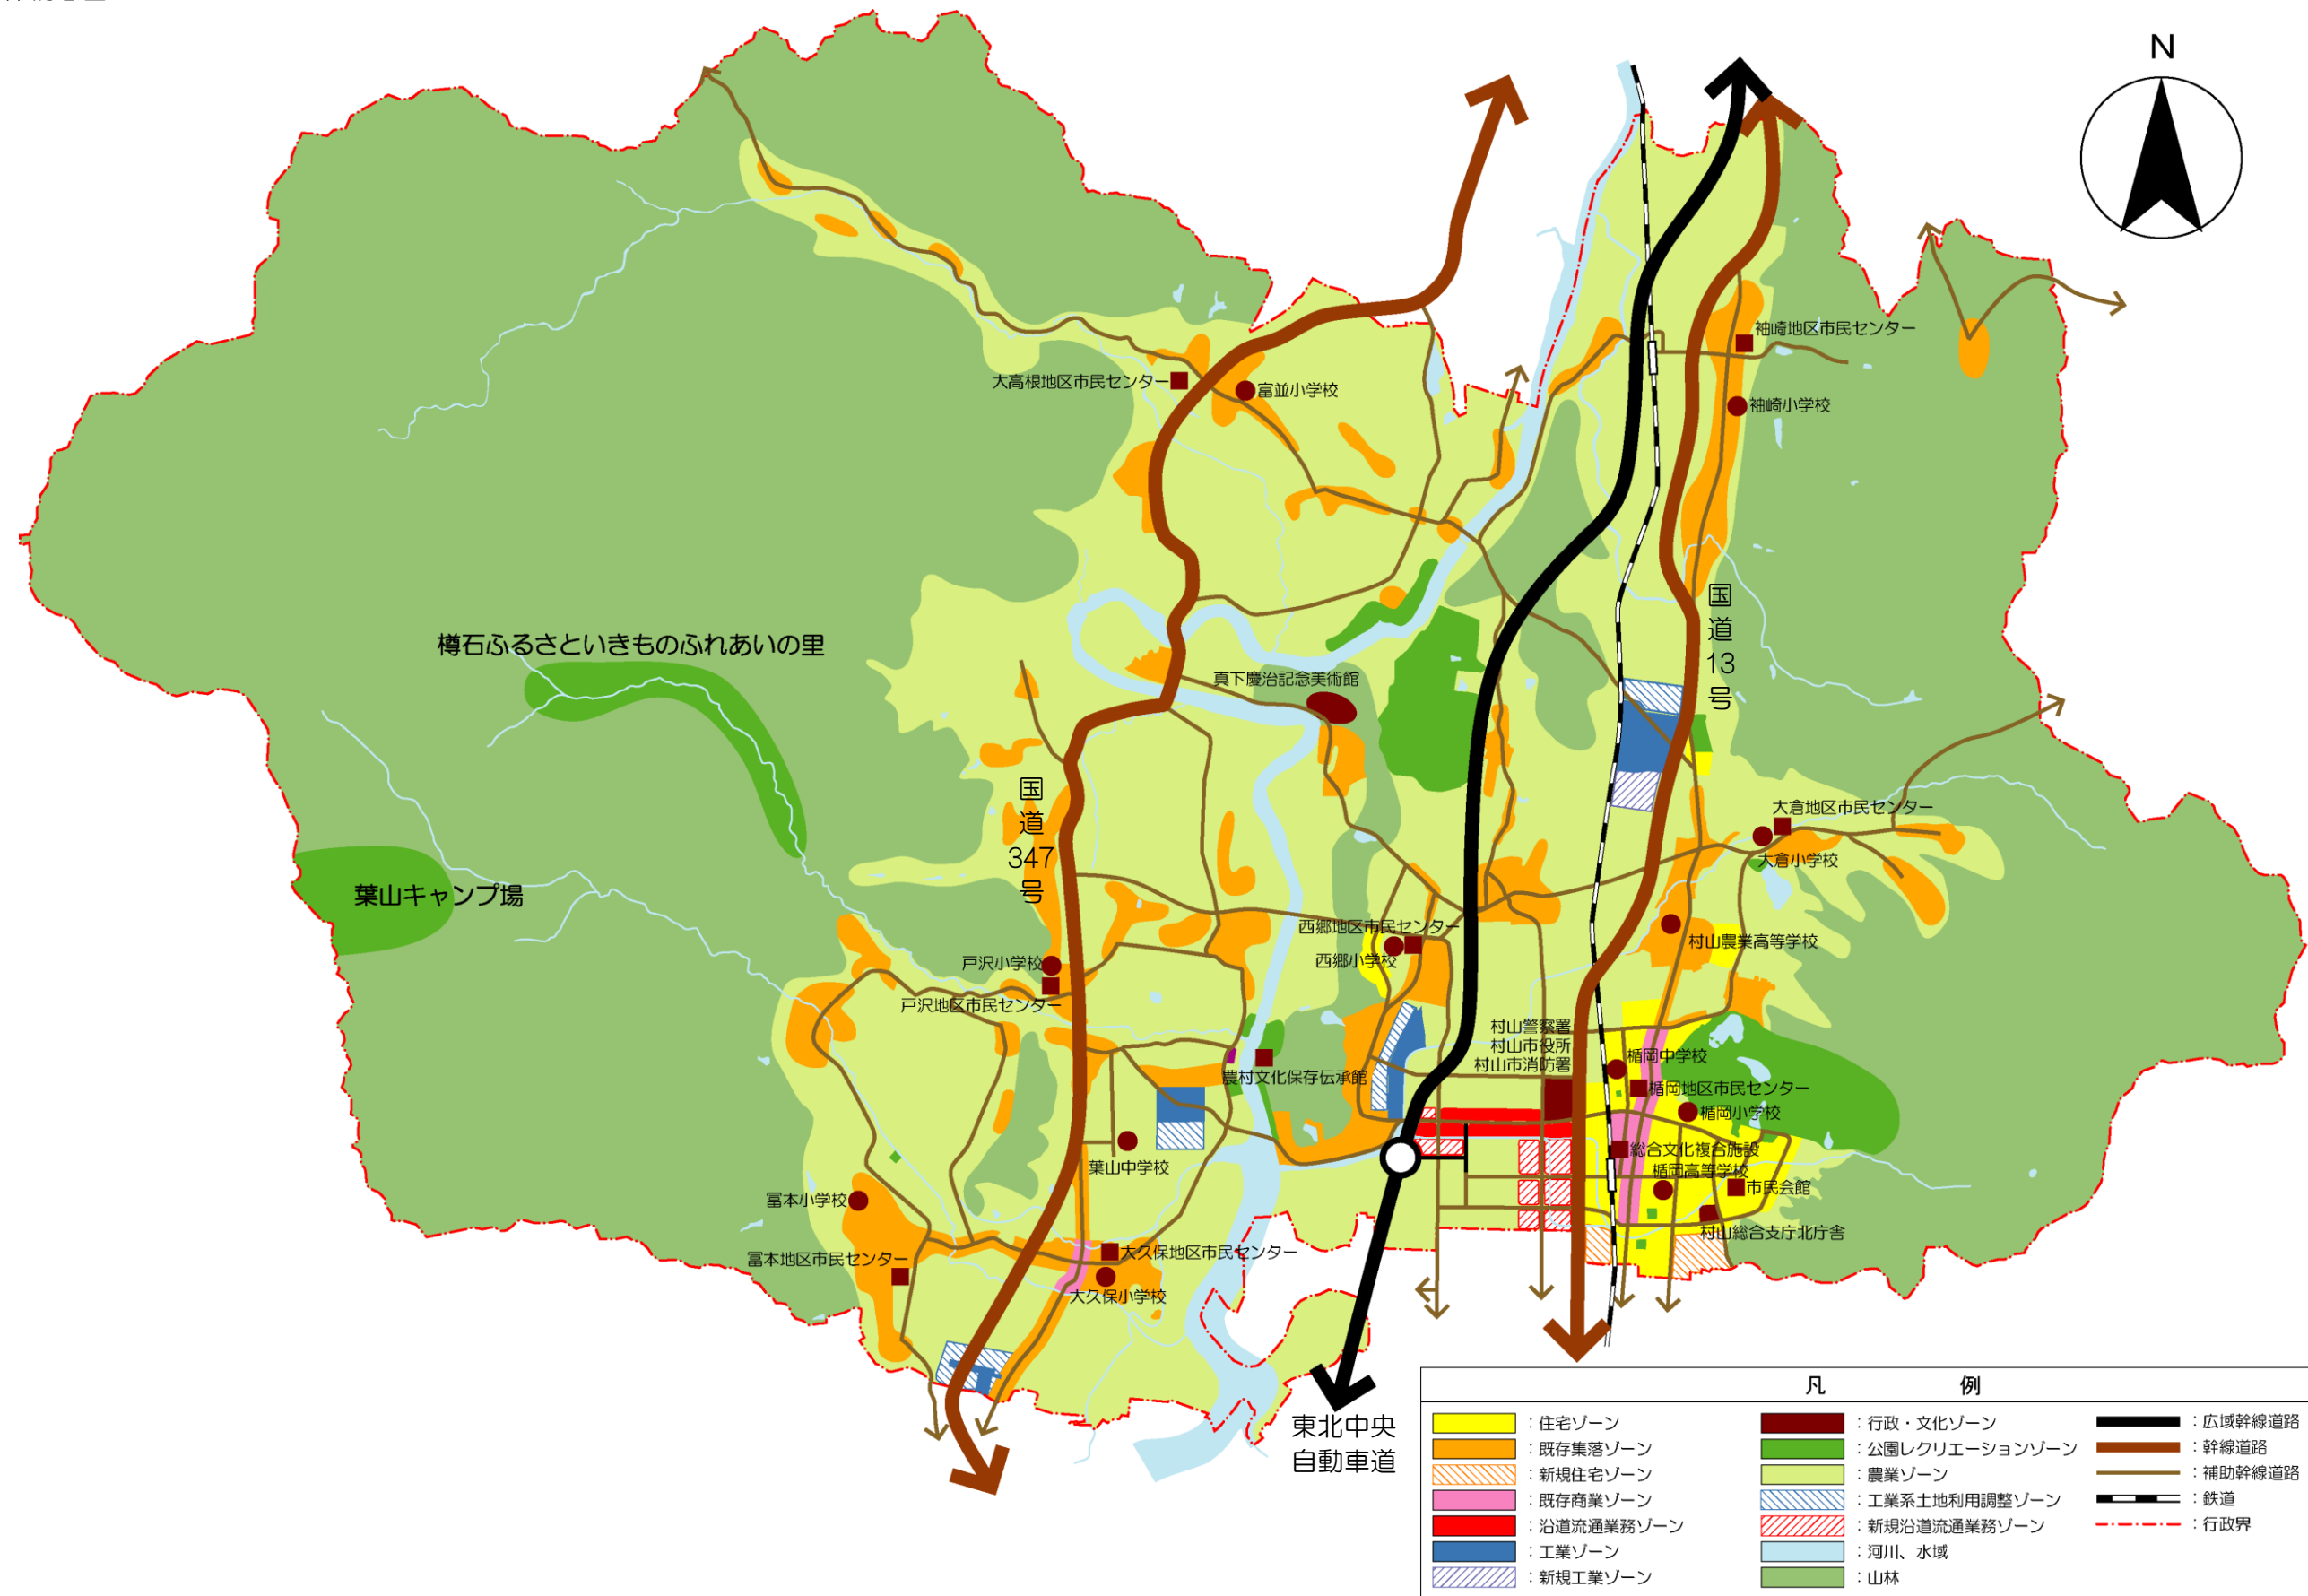 N
袖崎地区市民センター
大高根地区市民センター
富並小学校
袖崎小学校
国道13号
樽石ふるさといきものふれあいの里
真下慶治記念美術館
国道347号
大倉地区市民センター
大倉小学校
葉山キャンプ場
西郷地区市民センター
西郷小学校
村山農業高等学校
戸沢小学校
戸沢地区市民センター
村山警察署
村山市役所
村山市消防署
楯岡中学校
農村文化保存伝承館
楯岡地区市民センター
楯岡小学校
総合文化複合施設
楯岡高等学校
葉山中学校
市民会館
冨本小学校
村山総合支庁北庁舎
冨本地区市民センター
大久保地区市民センター
大久保小学校
東北中央
自動車道
凡 例
：住宅ゾーン
：既存集落ゾーン
：新規住宅ゾーン
：既存商業ゾーン
：沿道流通業務ゾーン
：工業ゾーン
：新規工業ゾーン
：行政・文化ゾーン
：公園レクリエーションゾーン
：農業ゾーン
：工業系土地利用調整ゾーン
：新規沿道流通業務ゾーン
：河川、水域
：山林
：広域幹線道路
：幹線道路
：補助幹線道路
：鉄道
：行政界